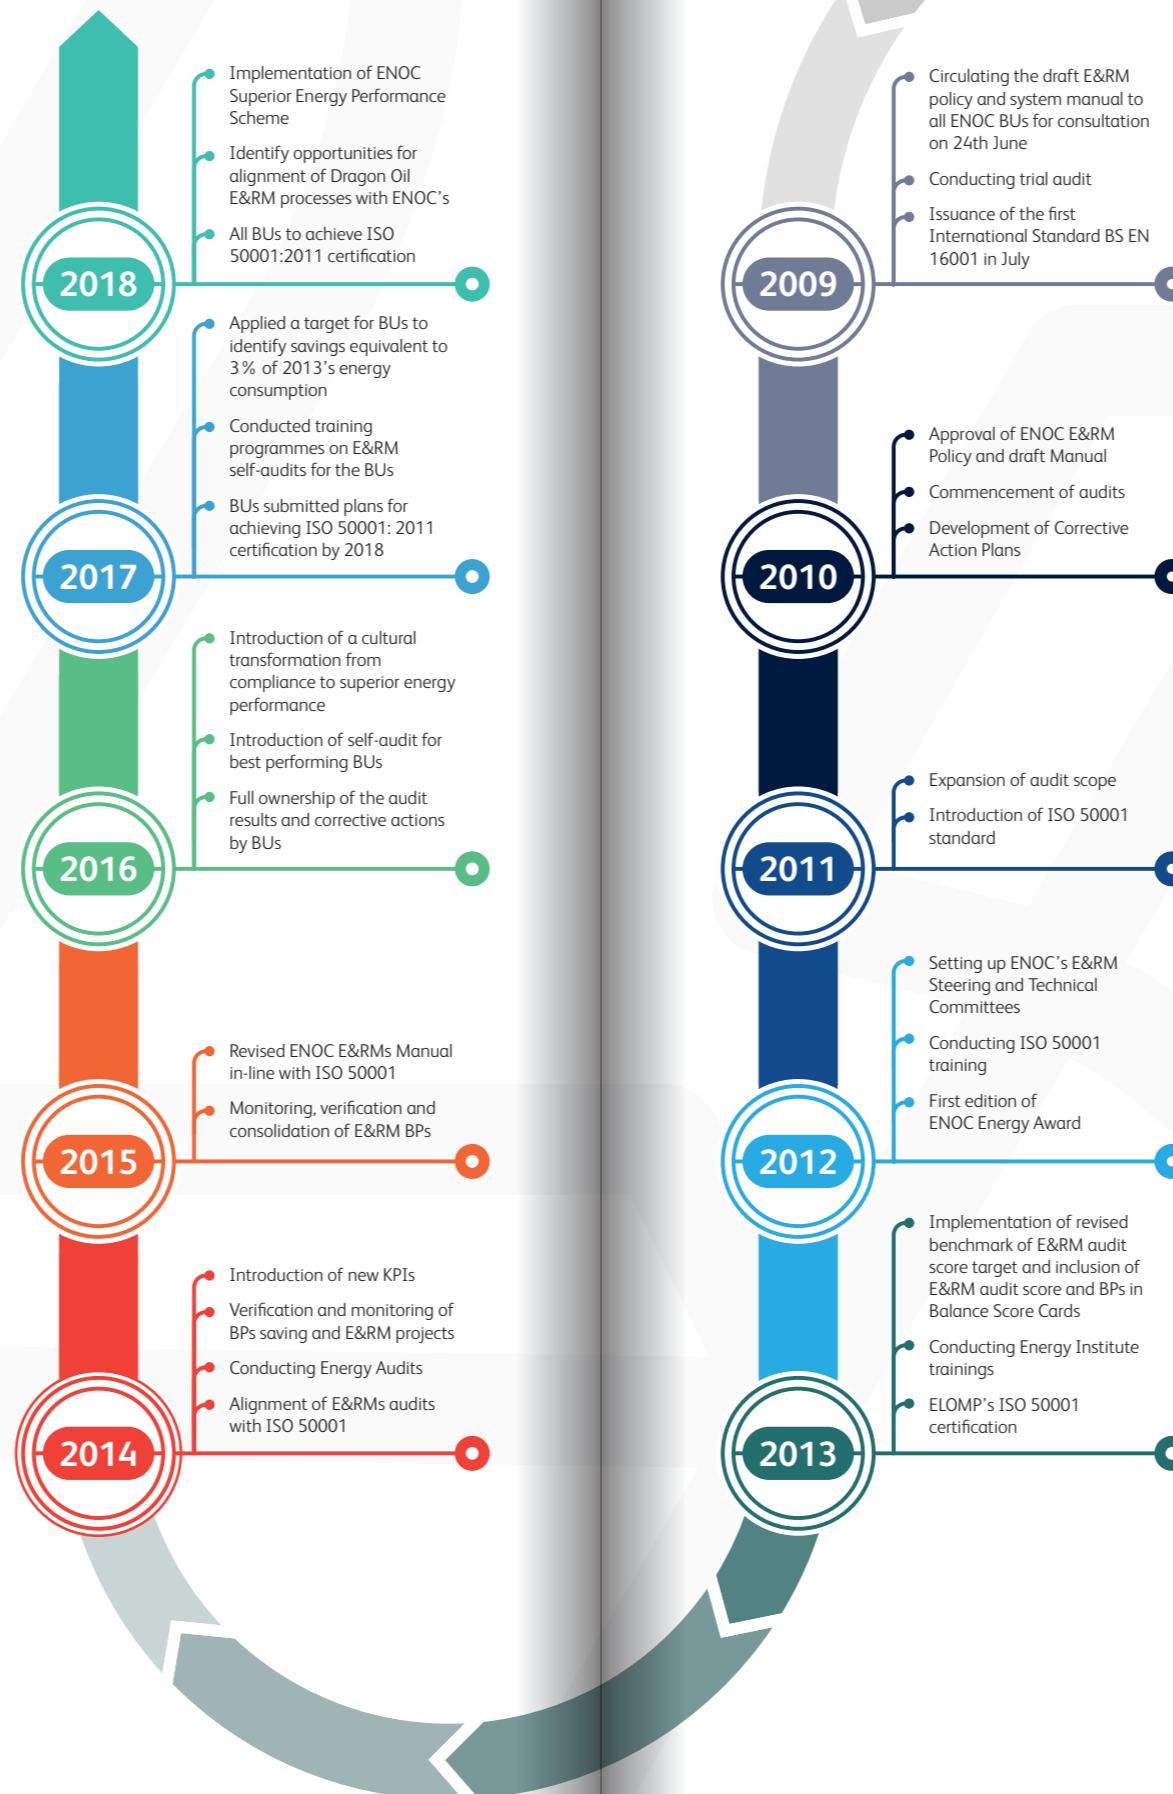 Implementation of ENOC
Superior Energy Performance
Scheme
Identify opportunities for
alignment of Dragon Oil
E&RM processes with ENOC's
All BUs to achieve ISO
50001:2011 certification
2018
Applied a target for BUs to
identify savings equivalent to
3% of 2013's energy
consumption
Conducted training
programmes on E&RM
self-audits for the BUs
BUs submitted plans for
achieving ISO 50001: 2011
certification by 2018
2017
Introduction of a cultural
transformation from
compliance to superior energy
performance
Introduction of self-audit for
best performing BUs
Full ownership of the audit
results and corrective actions
by BUs
2016
Revised ENOC E&RMs Manual
in-line with ISO 50001
Monitoring, verification and
consolidation of E&RM BPs
2015
Introduction of new KPIs
Verification and monitoring of
BPs saving and E&RM projects
Conducting Energy Audits
Alignment of E&RMs audits
with ISO 50001
2014
Circulating the draft E&RM
policy and system manual to
all ENOC BUs for consultation
on 24th June
Conducting trial audit
Issuance of the first
International Standard BS EN
16001 in July
2009
Approval of ENOC E&RM
Policy and draft Manual
Commencement of audits
Development of Corrective
Action Plans
2010
Expansion of audit scope
Introduction of ISO 50001
standard
2011
Setting up ENOC's E&RM
Steering and Technical
Committees
Conducting ISO 50001
training
First edition of
ENOC Energy Award
2012
Implementation of revised
benchmark of E&RM audit
score target and inclusion of
E&RM audit score and BPs in
Balance Score Cards
Conducting Energy Institute
trainings
ELOMP's ISO 50001
certification
2013